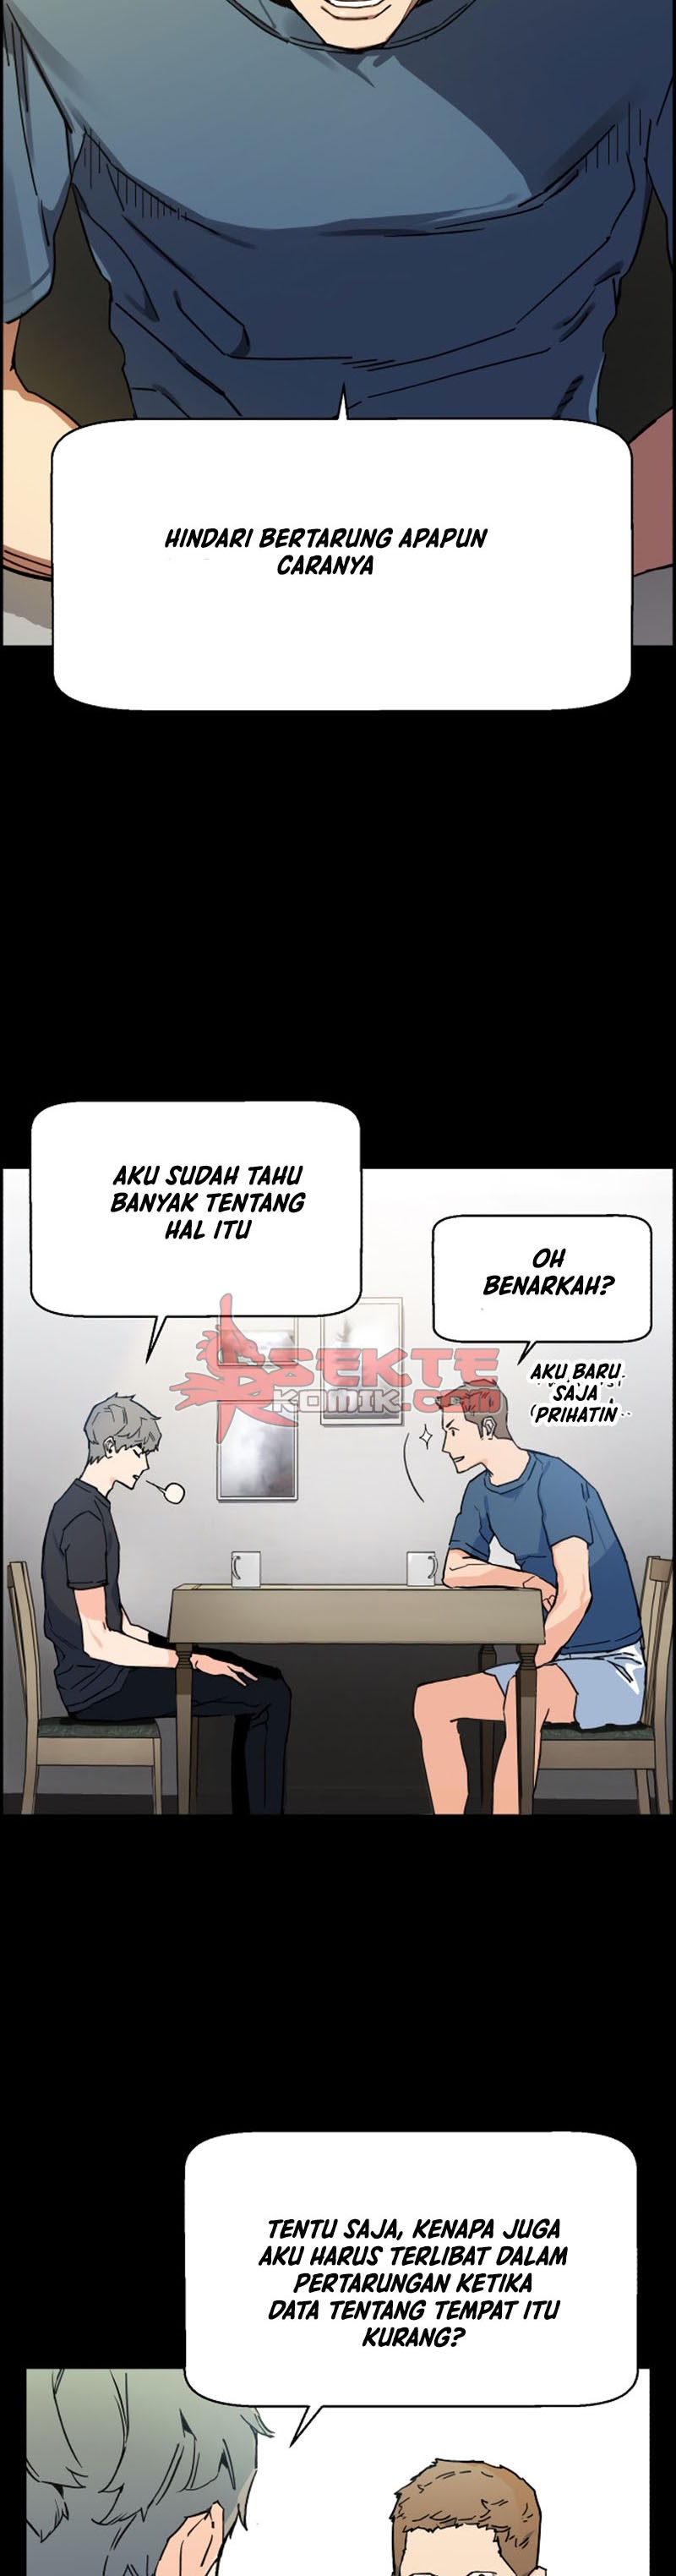 HINDARI BERTARUNG APAPUN
CARANYA
AKU SUDAH TAHU
BANYAK TENTANG
HAL ITU
OH
BENARKAH?
AKU BARU
SAJA
(PRIHATIN
SEKTE
KOMIK.COM
TENTU SAJA, KENAPA JUGA
AKU HARUS TERLIBAT DALAM
PERTARUNGAN KETIKA
DATA TENTANG TEMPAT ITU
KURANG?